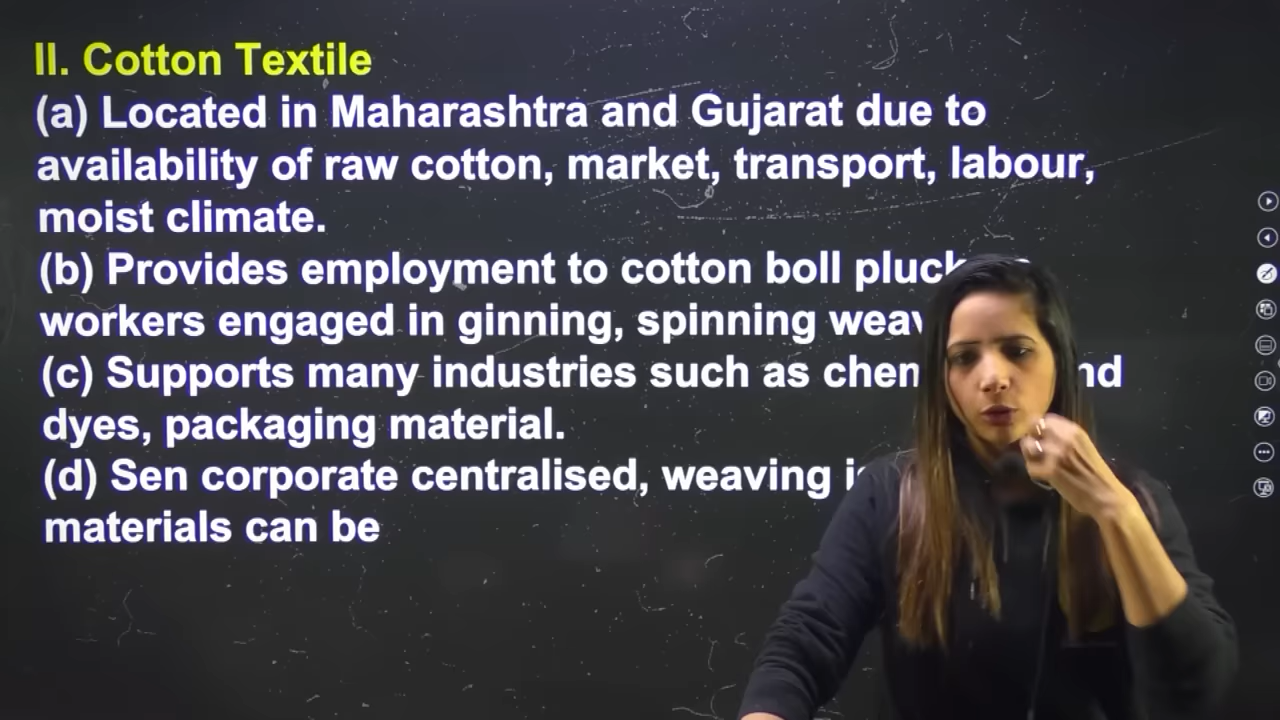 II. Cotton Textile
(a) Located in Maharashtra and Gujarat due to
availability of raw cotton, market, transport, labour,
moist climate.
(b) Provides employment to cotton boll
workers engaged in ginning, spinning
(c) Supports many industries such as
dyes, packaging material.
(d) Sen corporate centralised, weaving
materials can be